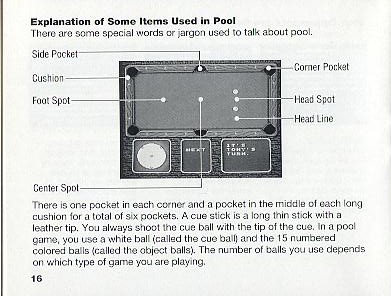 Explanation of Some Items Used in Pool
There are some special words or jargon used to talk about pool.
Side Pocket
Corner Pocket
Cushion
Foot Spot
Head Spot
Head Line
NEXT
IT'S
TONY'S
TURN.
Center Spot
There is one pocket in each corner and a pocket in the middle of each long
cushion for a total of six pockets. A cue stick is a long thin stick with a
leather tip. You always shoot the cue ball with the tip of the cue. In a pool
game, you use a white ball (called the cue ball) and the 15 numbered
colored balls (called the object balls). The number of balls you use depends
on which type of game you are playing.
16